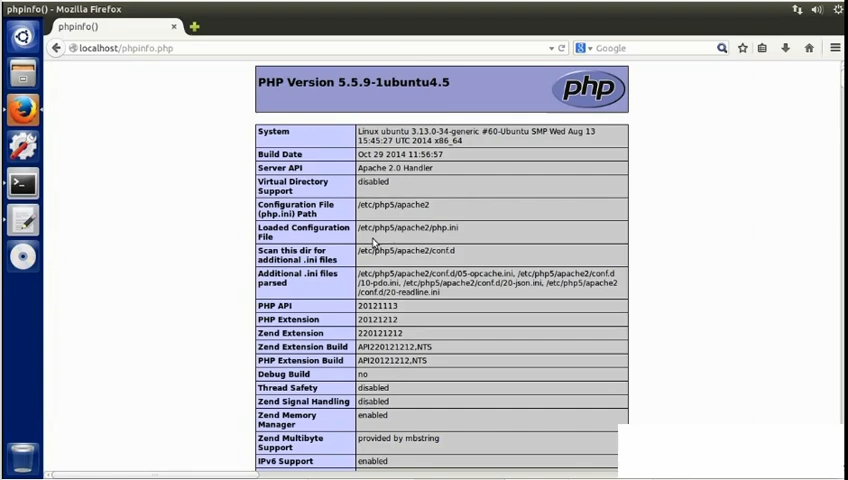 phpinfo() - Mozilla Firefox
phpinfo()
localhost/phpinfo.php
Google
PHP Version 5.5.9-1ubuntu4.5
php
System
Linux ubuntu 3.13.0-34-generic #60-Ubuntu SMP Wed Aug 13
15:45:27 UTC 2014 x86_64
Build Date
Oct 29 2014 11:56:57
Server API
Apache 2.0 Handler
Virtual Directory
Support
disabled
Configuration File
(php.ini) Path
/etc/php5/apache2
Loaded Configuration
File
/etc/php5/apache2/php.ini
Scan this dir for
additional .ini files
/etc/php5/apache2/conf.d
Additional .ini files
parsed
/etc/php5/apache2/conf.d/05-opcache.ini, /etc/php5/apache2/conf.d
/10-pdo.ini, /etc/php5/apache2/conf.d/20-json.ini, /etc/php5/apache2
/conf.d/20-readline.ini
PHP API
20121113
PHP Extension
20121212
Zend Extension
220121212
Zend Extension Build
API220121212,NTS
PHP Extension Build
API20121212,NTS
Debug Build
no
Thread Safety
disabled
Zend Signal Handling
disabled
Zend Memory
Manager
enabled
Zend Multibyte
Support
provided by mbstring
IPv6 Support
enabled